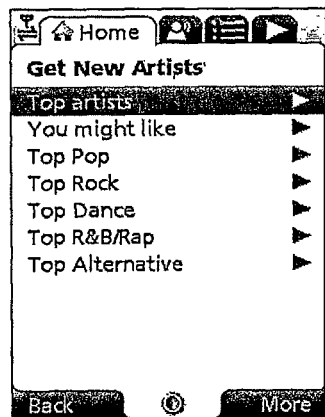 Home
Get New Artists
Top artists
You might like
Top Pop
Top Rock
Top Dance
Top R&B/Rap
Top Alternative
Back More